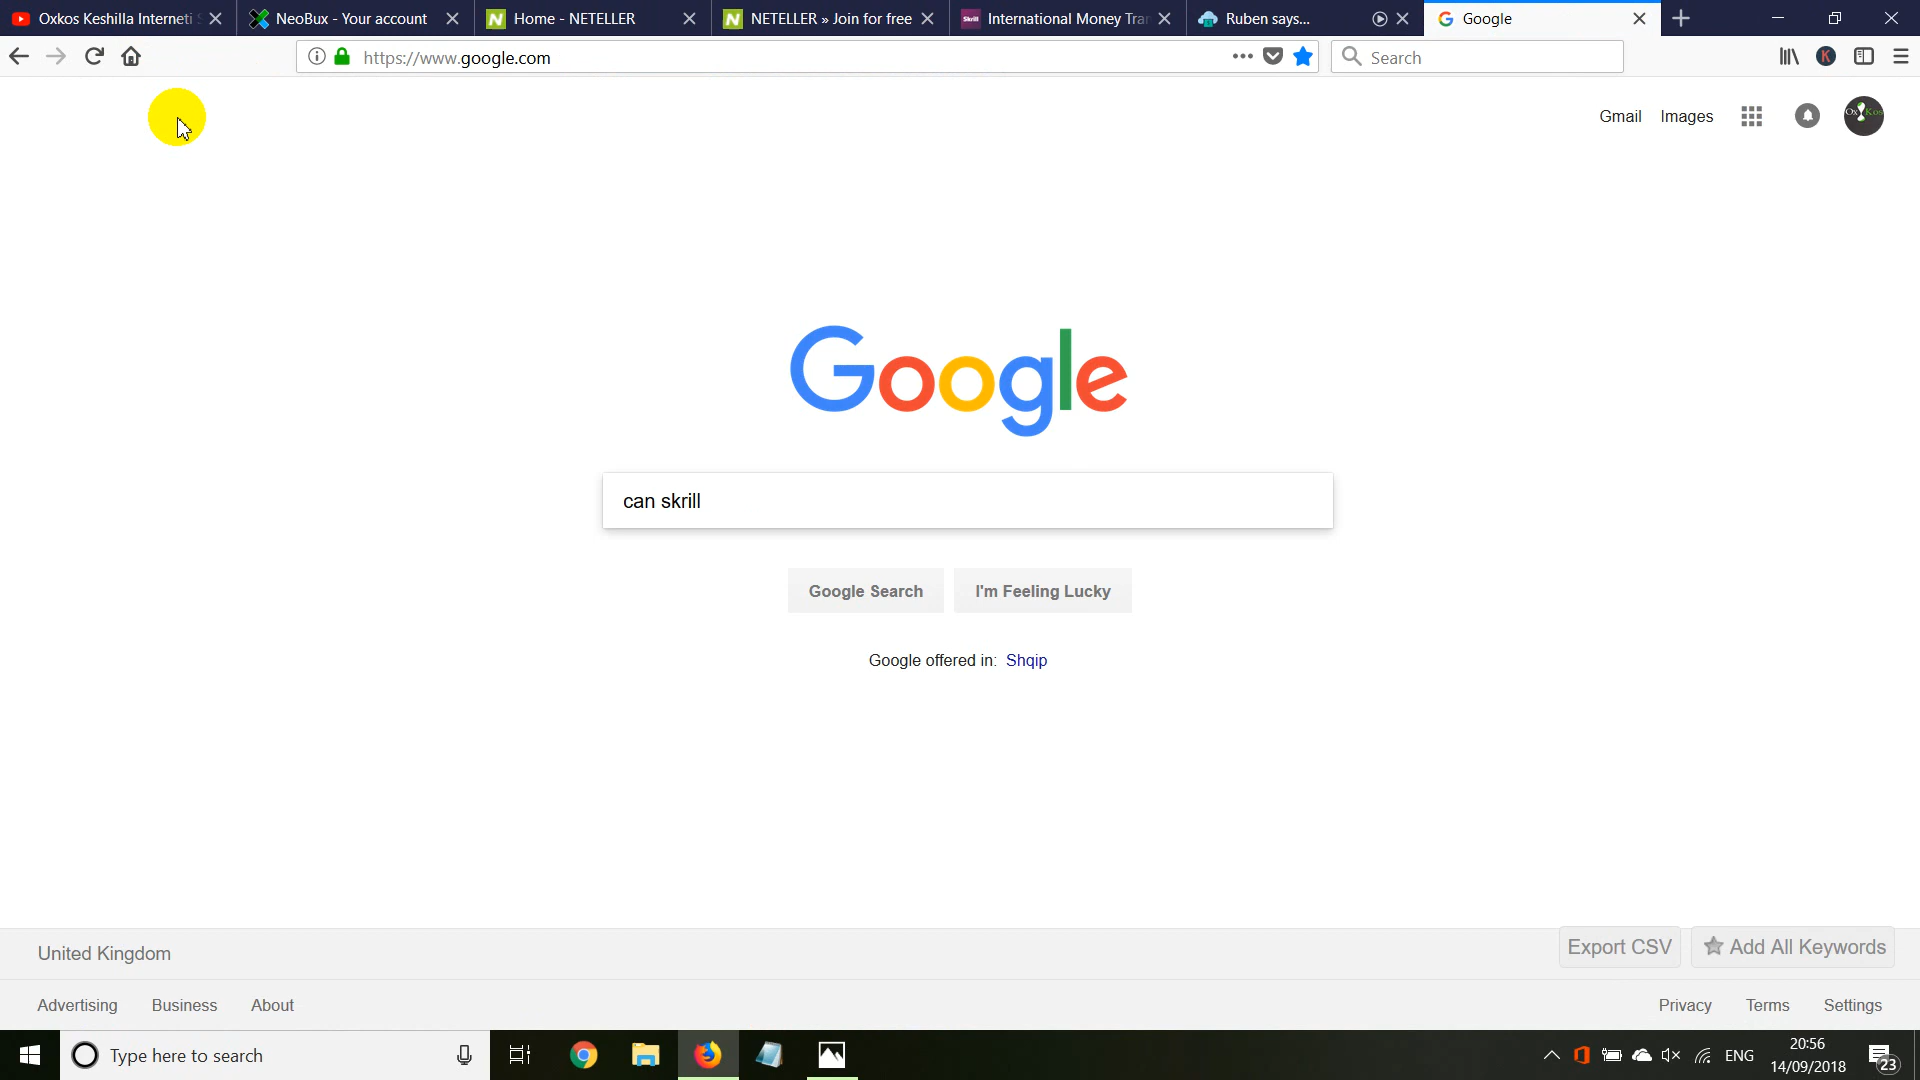 Oxkos Keshilla Interneti S
NeoBux - Your account
Home - NETELLER
NETELLER » Join for free
Skrill
International Money Tran
Ruben says...
Google
https://www.google.com
Search
K
Gmail
Images
Google
can skrill
Google Search
I'm Feeling Lucky
Google offered in: Shqip
United Kingdom
Export CSV
Add All Keywords
Advertising
Business
About
Privacy
Terms
Settings
Type here to search
ENG
20:56
14/09/2018
23